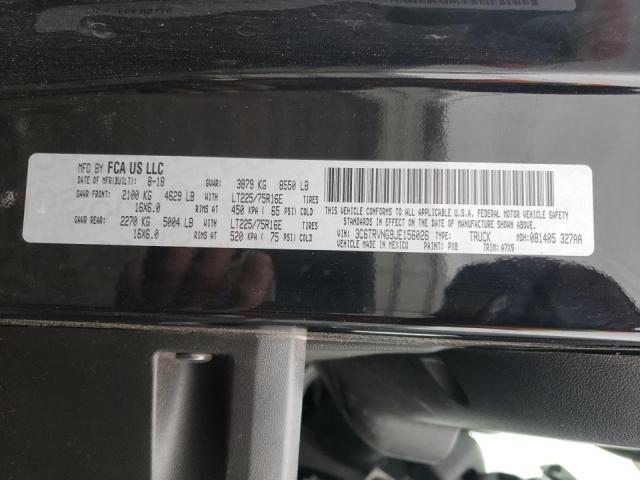 MFD BY FCA US LLC
DATE OF MFR(BUILT): 8-18 GVWR: 3879 KG 8550 LB
GAWR FRONT: 2100 KG 4629 LB WITH LT225/75R16E TIRES
16X6.0 RIMS AT 450 KPA ( 65 PSI) COLD
GAWR REAR: 2270 KG 5004 LB WITH LT225/75R16E TIRES
16X6.0 RIMS AT 520 KPA ( 75 PSI) COLD
THIS VEHICLE CONFORMS TO ALL APPLICABLE U.S.A. FEDERAL MOTOR VEHICLE SAFETY
STANDARDS IN EFFECT ON THE DATE OF MANUFACTURE SHOWN ABOVE.
VIN: 3C6TRVNG9JE156026 TYPE: TRUCK MDH:081405 327AA
VEHICLE MADE IN MEXICO PAINT: PXB TRIM: A7X9